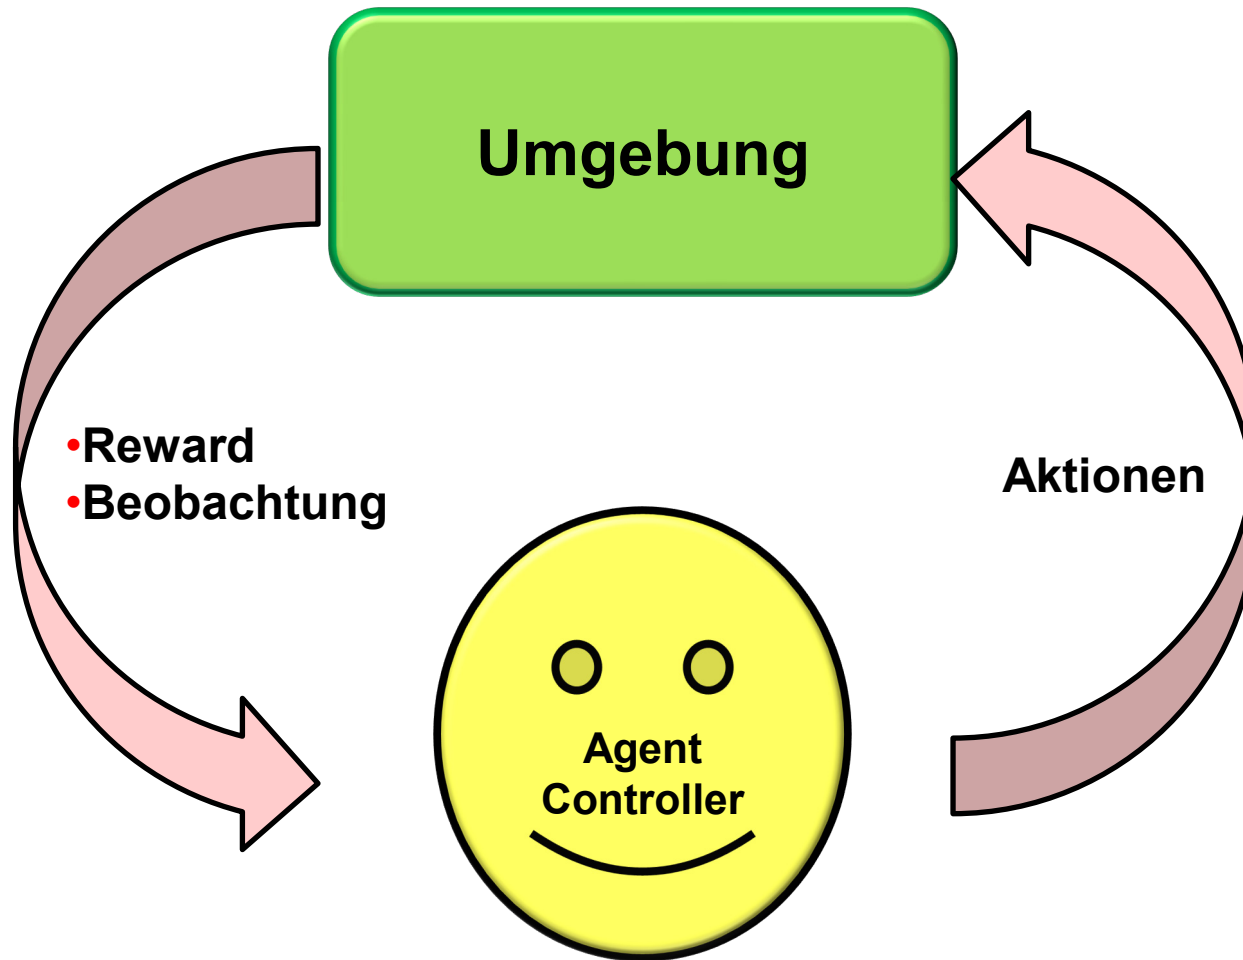 Umgebung
•Reward
•Beobachtung
Aktionen
Agent
Controller